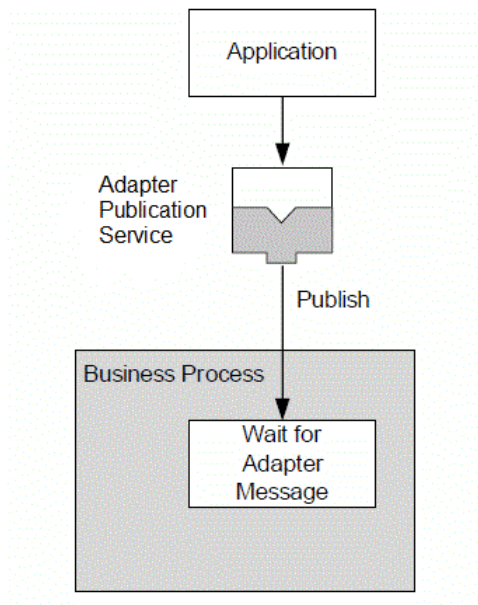 Application
Adapter
Publication
Service
Publish
Business Process
Wait for
Adapter
Message